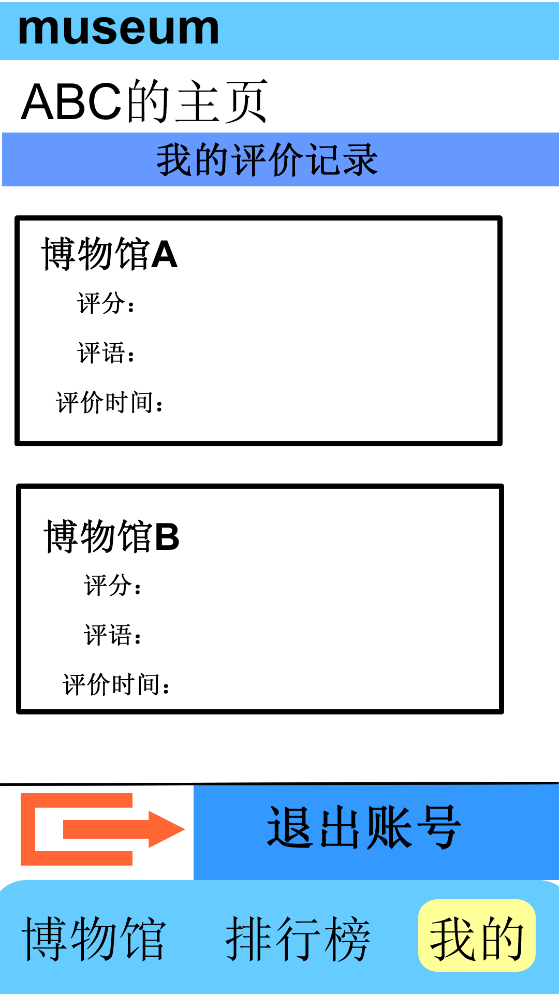 museum
ABC的主页
我的评价记录
博物馆A
评分：
评语：
评价时间：
博物馆B
评分：
评语：
评价时间：
退出账号
博物馆 排行榜 我的